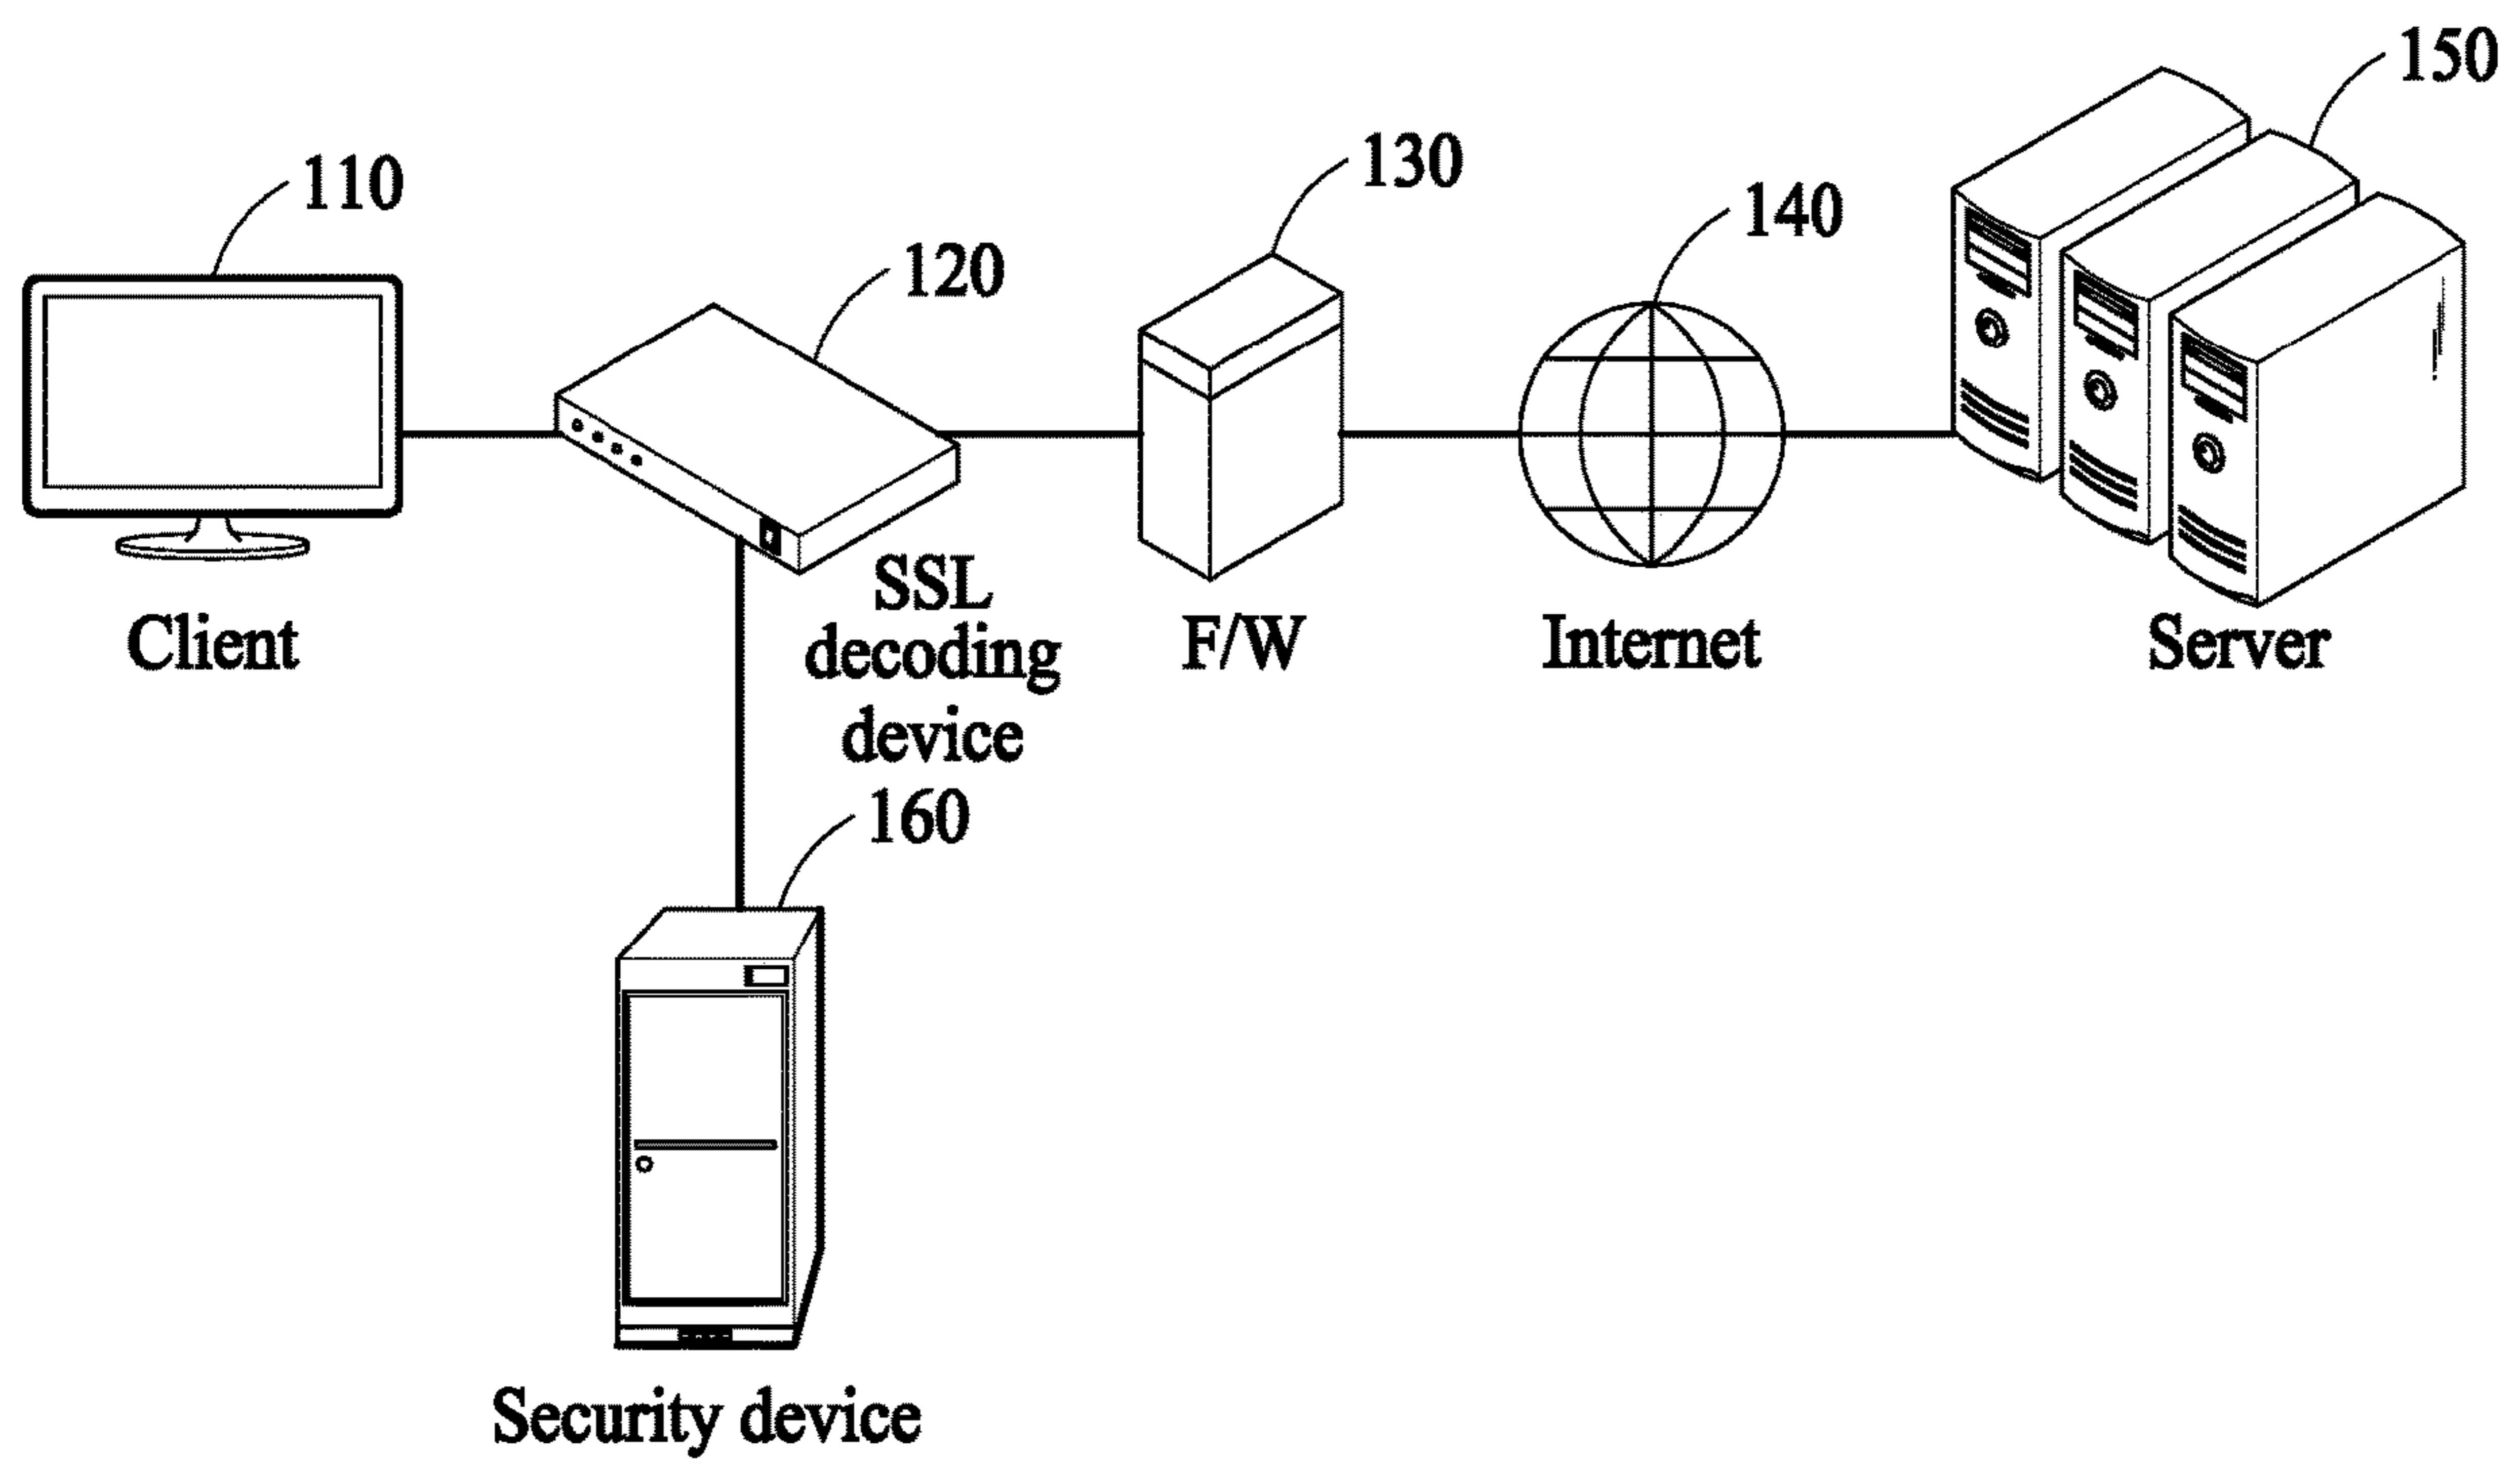 150
130
110
140
120
SSL
decoding
device
Client
F/W
Internet
Server
160
Security device